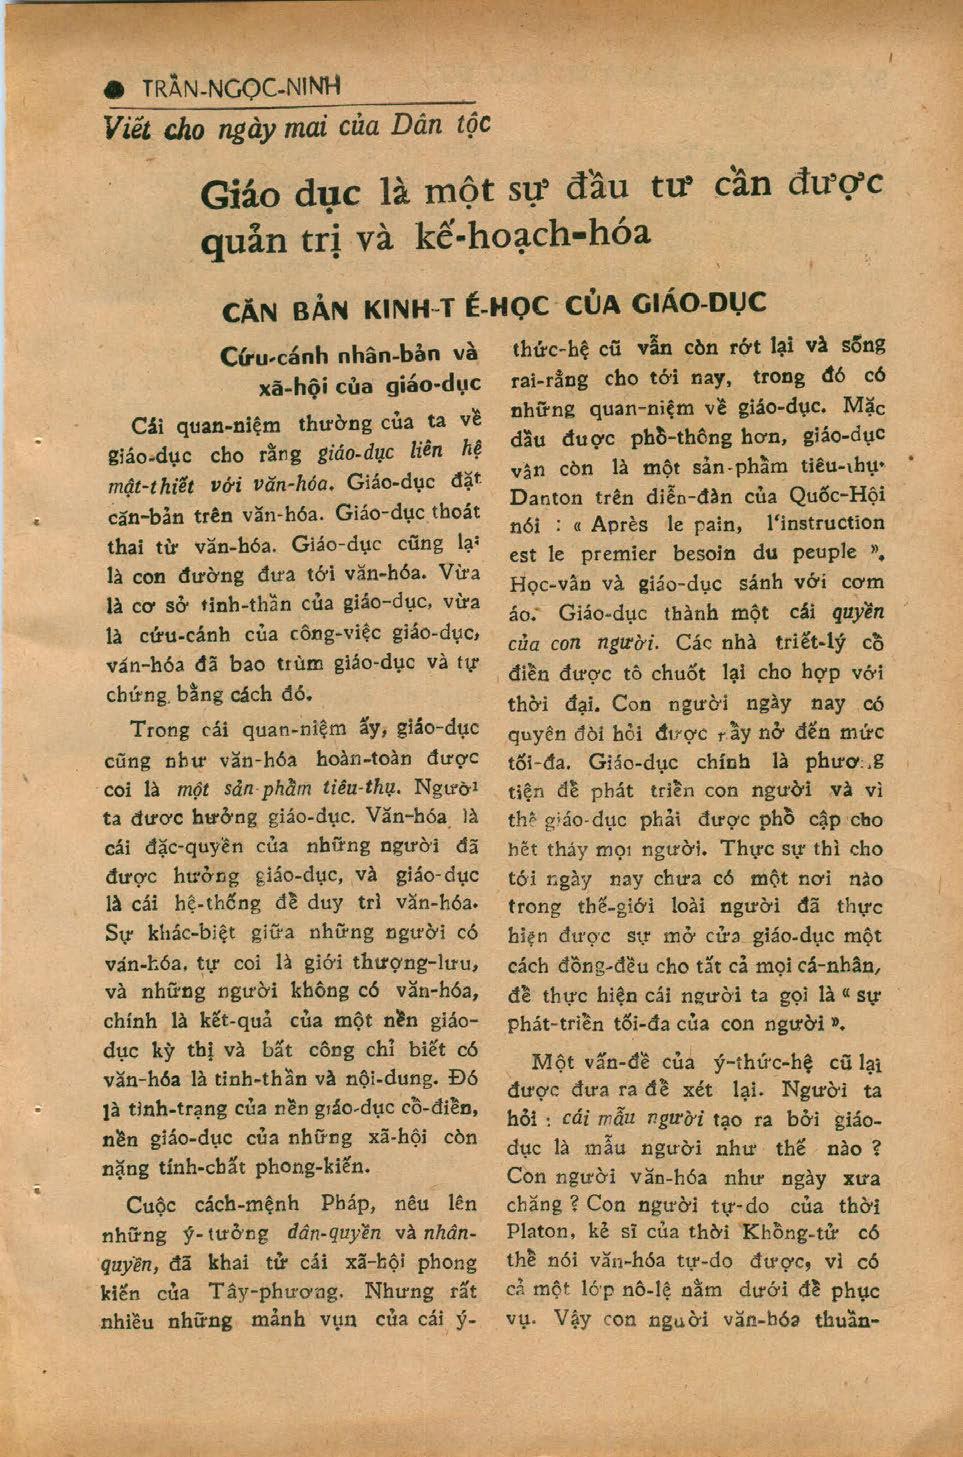 ● TRẦN-NGỌC-NINH
Viết cho ngày mai của Dân tộc
Giáo dục là một sự đầu tư cần được
quản trị và kế-hoạch-hóa
CĂN BẢN KINH-T Ế-HỌC CỦA GIÁO-DỤC
Cứu-cánh nhân-bản và
xã-hội của giáo-dục
Cái quan-niệm thường của ta về
giáo-dục cho rằng giáo-dục liên hệ
mật-thiết với văn-hóa. Giáo-dục đặt
căn-bản trên văn-hóa. Giáo-dục thoát
thai từ văn-hóa. Giáo-dục cũng lại
là con đường đưa tới văn-hóa. Vừa
là cơ sở tinh-thần của giáo-dục, vừa
là cứu-cánh của công-việc giáo-dục,
ván-hóa đã bao trùm giáo-dục và tự
chứng bằng cách đó.
Trong cái quan-niệm ấy, giáo-dục
cũng như văn-hóa hoàn-toàn được
coi là một sản-phẩm tiêu-thụ. Người
ta đươc hưởng giáo-dục. Văn-hóa là
cái đặc-quyền của những người đã
được hưởng giáo-dục, và giáo-dục
là cái hệ-thống để duy trì văn-hóa.
Sự khác-biệt giữa những người có
ván-hóa, tự coi là giới thượng-lưu,
và những người không có văn-hóa,
chính là kết-quả của một nền giáo-
dục kỳ thị và bất công chỉ biết có
văn-hóa là tinh-thần và nội-dung. Đó
là tình-trạng của nền giáo-dục cổ-điển,
nền giáo-dục của những xã-hội còn
nặng tính-chất phong-kiến.
Cuộc cách-mệnh Pháp, nêu lên
những ý-tưởng dân-quyền và nhân-
quyền, đã khai tử cái xã-hội phong
kiến của Tây-phương. Nhưng rất
nhiều những mảnh vụn của cái ý-
thức-hệ cũ vẫn còn rớt lại và sống
rai-rẳng cho tới nay, trong đó có
những quan-niệm về giáo-dục. Mặc
dầu được phổ-thông hơn, giáo-dục
vận còn là một sản-phẩm tiêu-thụ.
Danton trên diễn-đàn của Quốc-Hội
nói : « Après le pain, l'instruction
est le premier besoin du peuple ».
Học-vân và giáo-dục sánh với cơm
áo. Giáo-dục thành một cái quyền
của con người. Các nhà triết-lý cổ
điển được tô chuốt lại cho hợp với
thời đại. Con người ngày nay có
quyên đòi hỏi được nầy nở đến mức
tối-đa. Giáo-dục chính là phương
tiện để phát triển con người và vì
thế giáo-dục phải được phổ cập cho
hết thảy mọi người. Thực sự thì cho
tới ngày nay chưa có một nơi nào
trong thế-giới loài người đã thực
hiện được sự mở cửa giáo-dục một
cách đồng-đều cho tất cả mọi cá-nhân,
để thực hiện cái người ta gọi là « sự
phát-triển tối-đa của con người ».
Một vấn-đề của ý-thức-hệ cũ lại
được đưa ra để xét lại. Người ta
hỏi : cái mẫu người tạo ra bởi giáo-
dục là mẫu người như thế nào ?
Con người văn-hóa như ngày xưa
chăng ? Con người tự-do của thời
Platon, kẻ sĩ của thời Khổng-tử có
thể nói văn-hóa tự-do được, vì có
cả một lớp nô-lệ nằm dưới để phục
vụ. Vậy con người văn-hóa thuần-